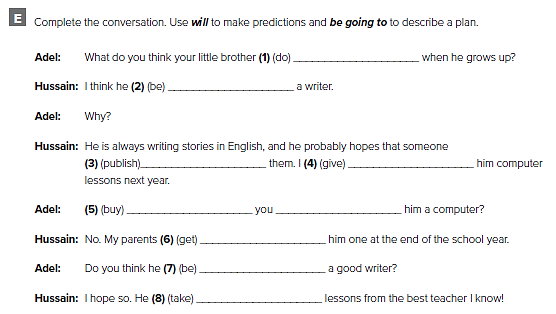 E Complete the conversation. Use will to make predictions and be going to to describe a plan.
Adel: What do you think your little brother (1) (do) ____________________ when he grows up?
Hussain: I think he (2) (be) ____________________ a writer.
Adel: Why?
Hussain: He is always writing stories in English, and he probably hopes that someone
(3) (publish)____________________ them. I (4) (give) ____________________ him computer
lessons next year.
Adel: (5) (buy) ____________________ you ____________________ him a computer?
Hussain: No. My parents (6) (get) ____________________ him one at the end of the school year.
Adel: Do you think he (7) (be) ____________________ a good writer?
Hussain: I hope so. He (8) (take) ____________________ lessons from the best teacher I know!